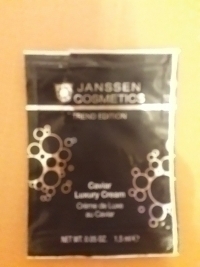 JANSSEN
COSMETICS
TREND EDITION
Caviar
Luxury Cream
Crème de Luxe
au Caviar
NET WT. 0.05 OZ. 1,5 ml e